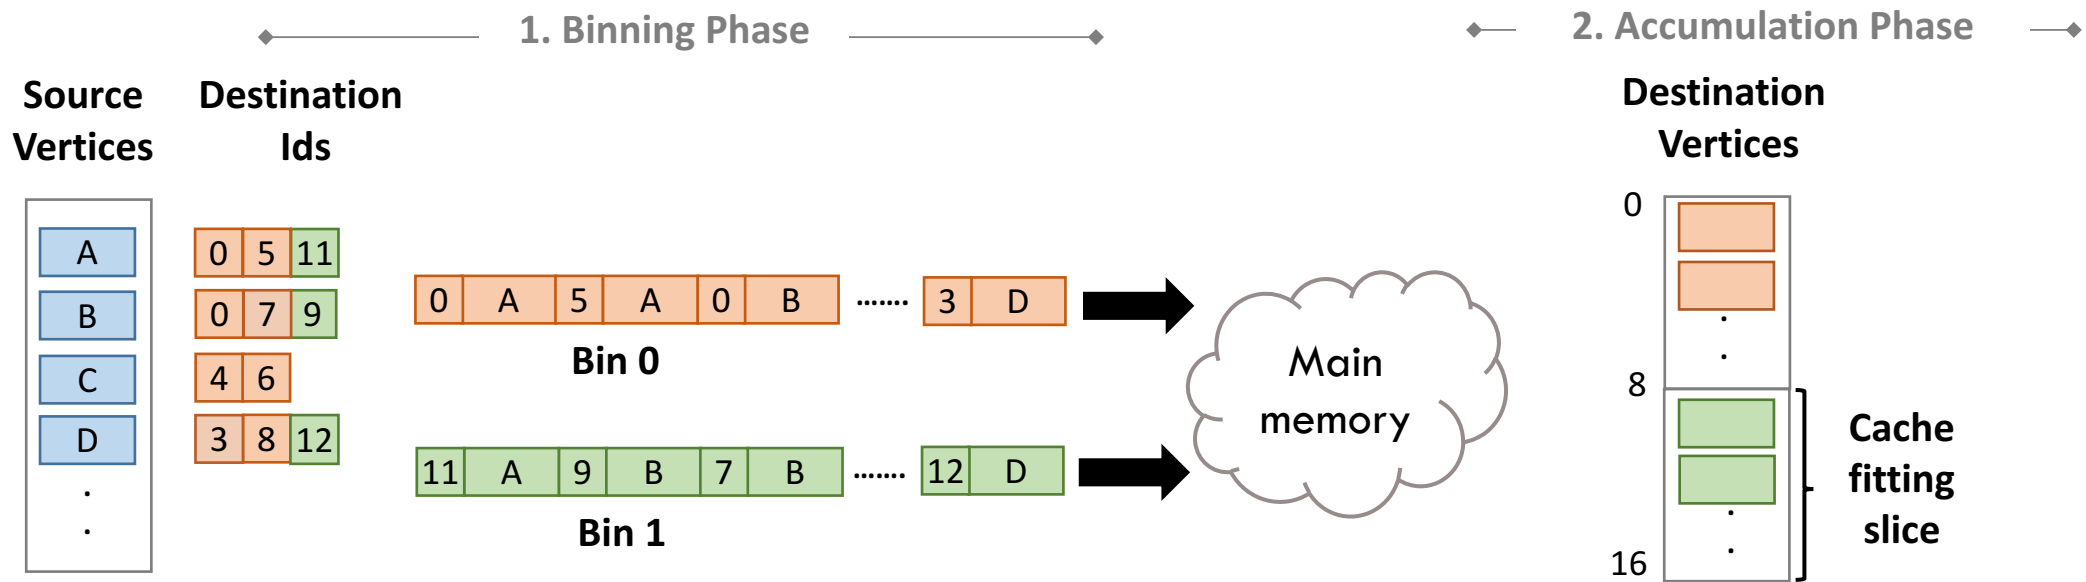 1. Binning Phase
2. Accumulation Phase
Source
Vertices
Destination
Ids
Destination
Vertices
A
0 5 11
B
0 7 9
C
4 6
D
3 8 12
.
.
0 A 5 A 0 B ....... 3 D
Bin 0
11 A 9 B 7 B ....... 12 D
Bin 1
Main
memory
0
.
.
8
.
.
16
Cache
fitting
slice